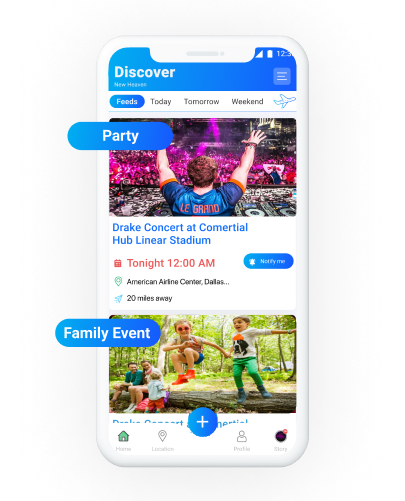 12:3
Discover
New Heaven
Feeds Today Tomorrow Weekend
Party
LE GRAND
Drake Concert at Comertial
Hub Linear Stadium
Tonight 12:00 AM
Notify me
American Airline Center, Dallas...
20 miles away
Family Event
Drake Concert at Comertial
+
Home Location Profile Story